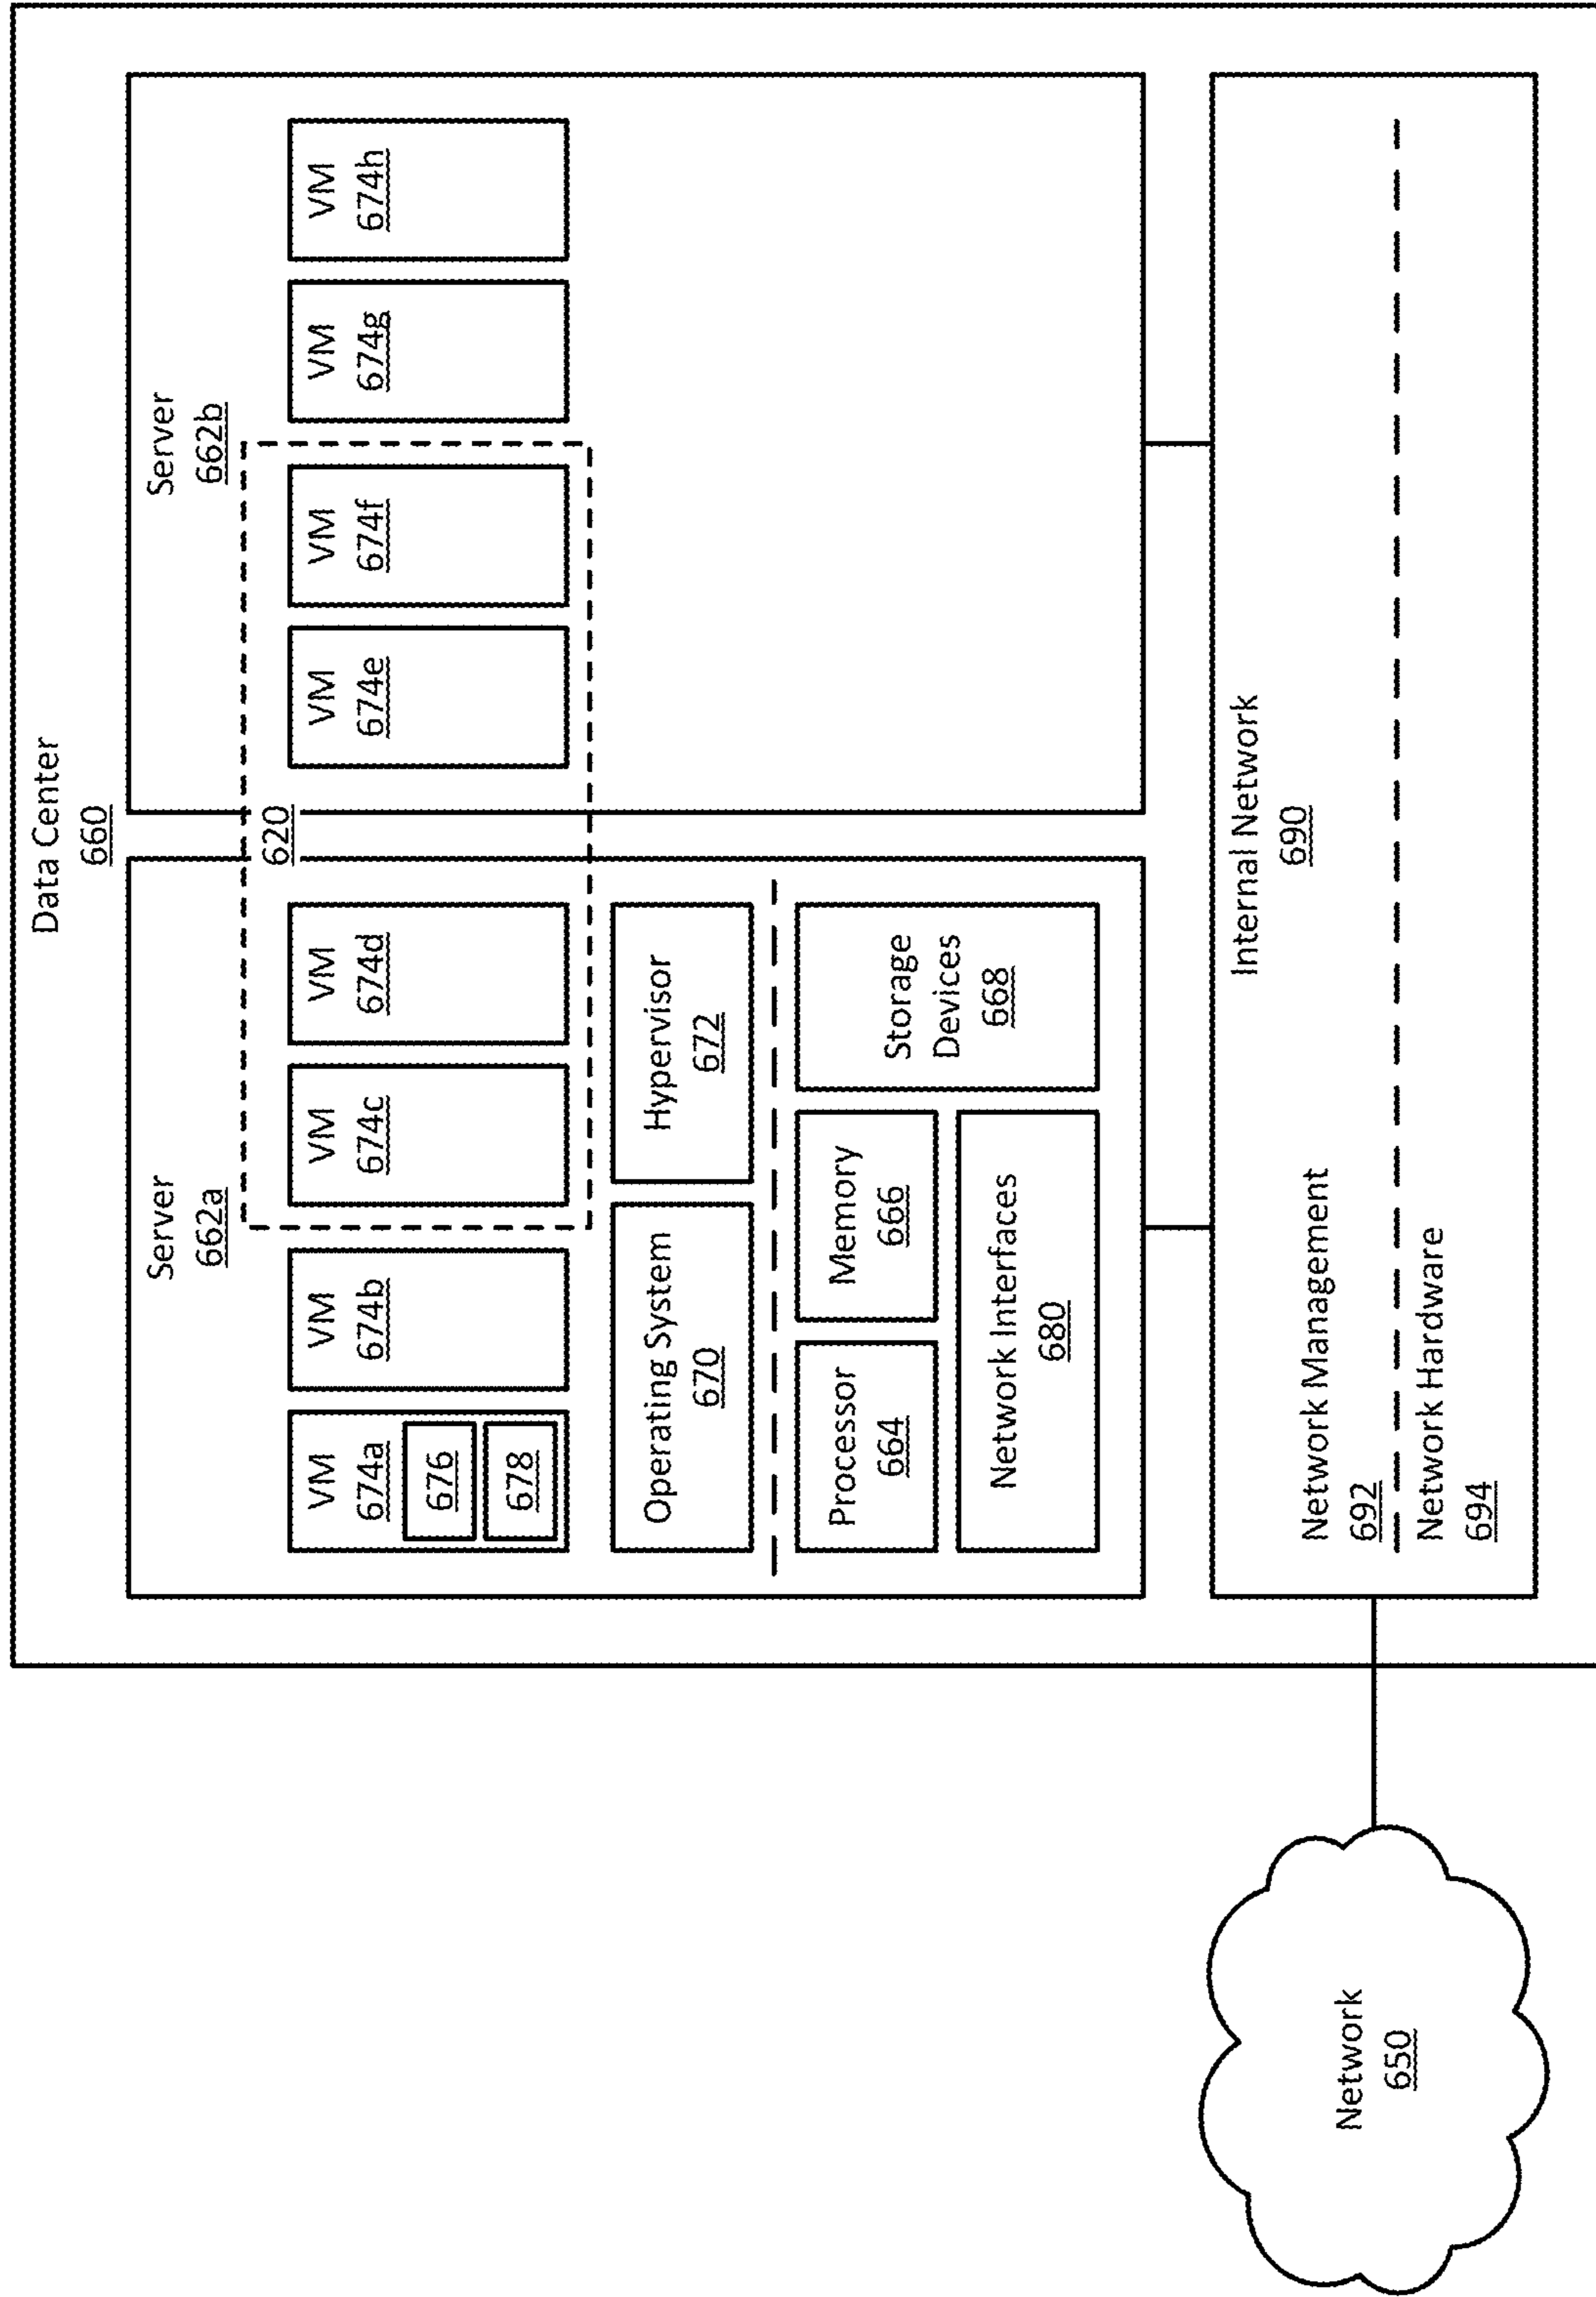 Data Center
660
Server
662a
Server
662b
VM
674a
676
678
VM
674b
VM
674c
VM
674d
620
VM
674e
VM
674f
VM
674g
VM
674h
Operating System
670
Hypervisor
672
Processor
664
Memory
666
Storage
Devices
668
Network Interfaces
680
Internal Network
690
Network Management
692
Network Hardware
694
Network
650